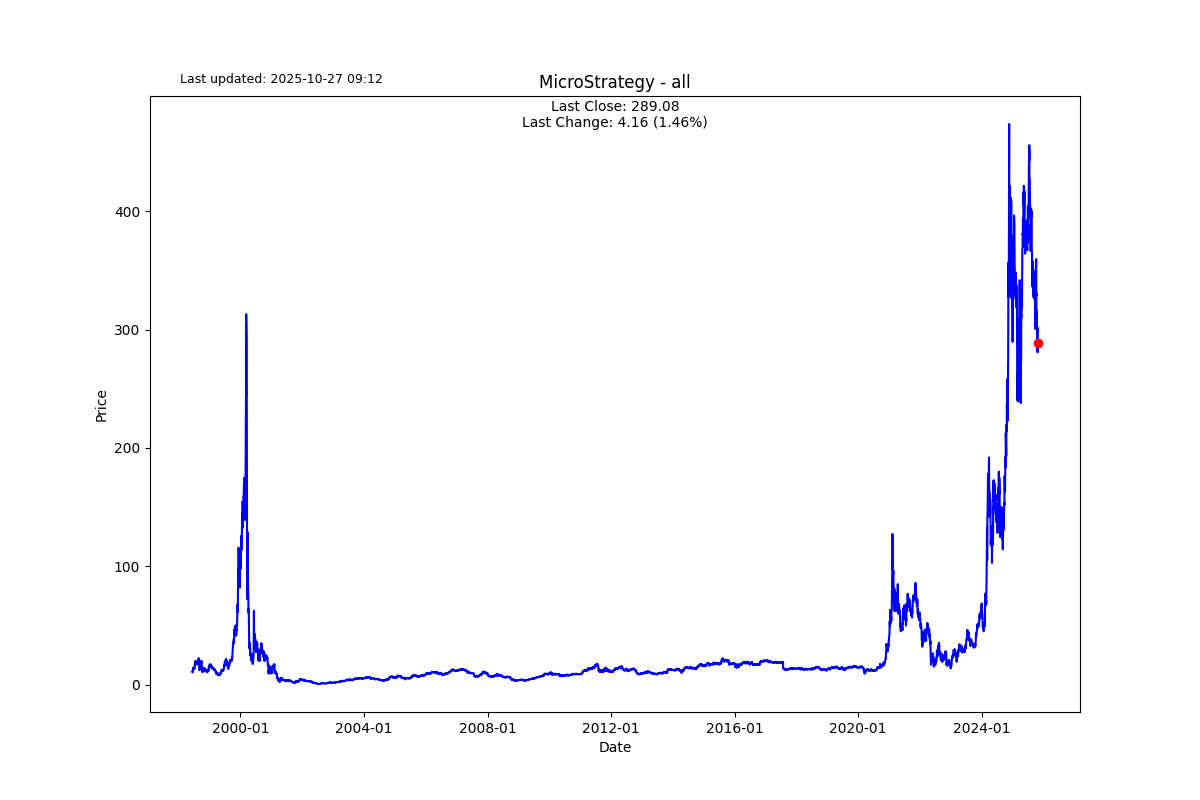 Last updated: 2025-10-27 09:12
MicroStrategy - all
Last Close: 289.08
Last Change: 4.16 (1.46%)
400
300
200
100
0
Price
2000-01
2004-01
2008-01
2012-01
2016-01
2020-01
2024-01
Date